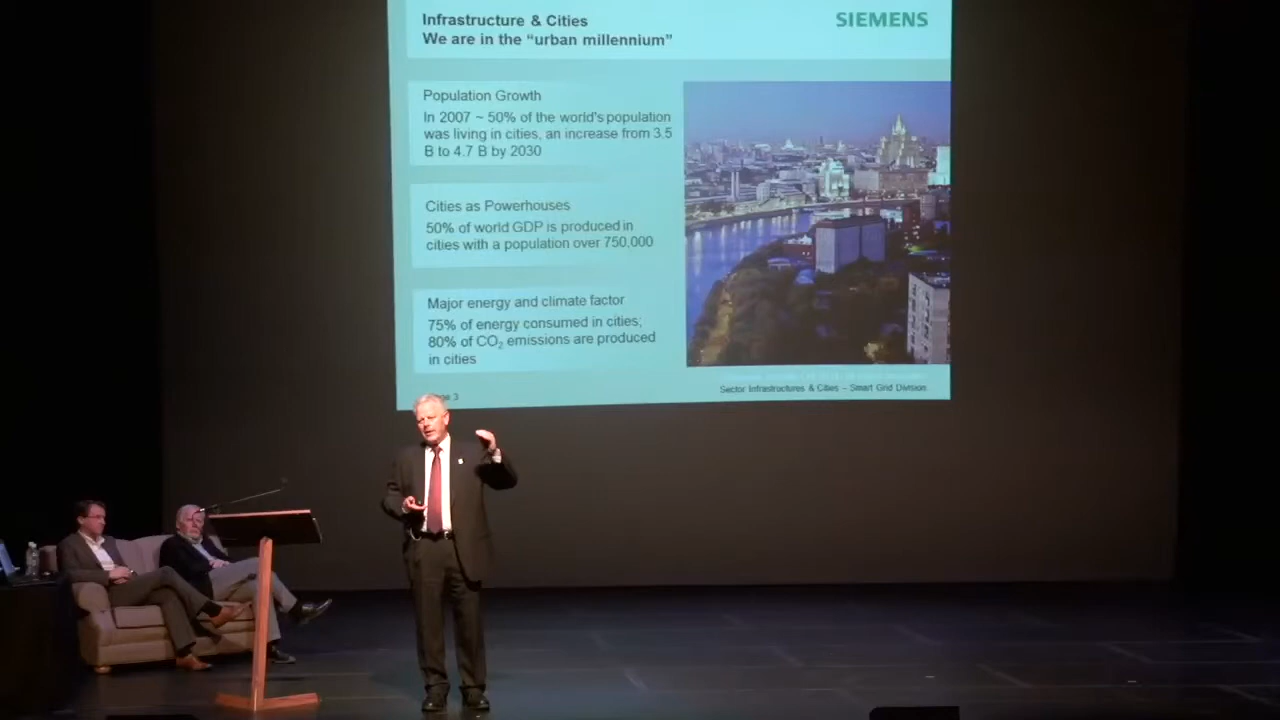 Infrastructure & Cities
We are in the “urban millennium”
SIEMENS
Population Growth
In 2007 ~ 50% of the world's population
was living in cities, an increase from 3.5
B to 4.7 B by 2030
Cities as Powerhouses
50% of world GDP is produced in
cities with a population over 750,000
Major energy and climate factor
75% of energy consumed in cities;
80% of CO₂ emissions are produced
in cities
3
Sector Infrastructures & Cities – Smart Grid Division